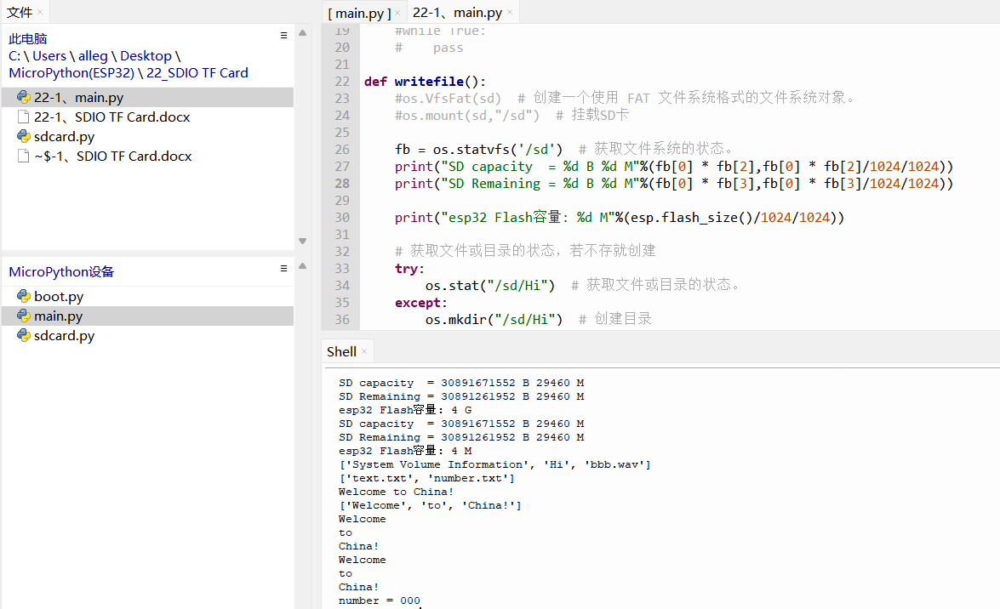 文件 ×
此电脑
C: \ Users \ alleg \ Desktop \
MicroPython(ESP32) \ 22_SDIO TF Card
22-1、main.py
22-1、SDIO TF Card.docx
sdcard.py
~$-1、SDIO TF Card.docx
MicroPython设备
boot.py
main.py
sdcard.py
[ main.py ] × 22-1、main.py ×
19 #while True:
20 #    pass
21
22 def writefile():
23     #os.VfsFat(sd)  # 创建一个使用 FAT 文件系统格式的文件系统对象。
24     #os.mount(sd,"/sd")  # 挂载SD卡
25
26     fb = os.statvfs('/sd')  # 获取文件系统的状态。
27     print("SD capacity  = %d B %d M"%(fb[0] * fb[2],fb[0] * fb[2]/1024/1024))
28     print("SD Remaining = %d B %d M"%(fb[0] * fb[3],fb[0] * fb[3]/1024/1024))
29
30     print("esp32 Flash容量: %d M"%(esp.flash_size()/1024/1024))
31
32     # 获取文件或目录的状态，若不存就创建
33     try:
34         os.stat("/sd/Hi")  # 获取文件或目录的状态。
35     except:
36         os.mkdir("/sd/Hi")  # 创建目录
Shell ×
SD capacity  = 30891671552 B 29460 M
SD Remaining = 30891261952 B 29460 M
esp32 Flash容量: 4 G
SD capacity  = 30891671552 B 29460 M
SD Remaining = 30891261952 B 29460 M
esp32 Flash容量: 4 M
['System Volume Information', 'Hi', 'bbb.wav']
['text.txt', 'number.txt']
Welcome to China!
['Welcome', 'to', 'China!']
Welcome
to
China!
Welcome
to
China!
number = 000